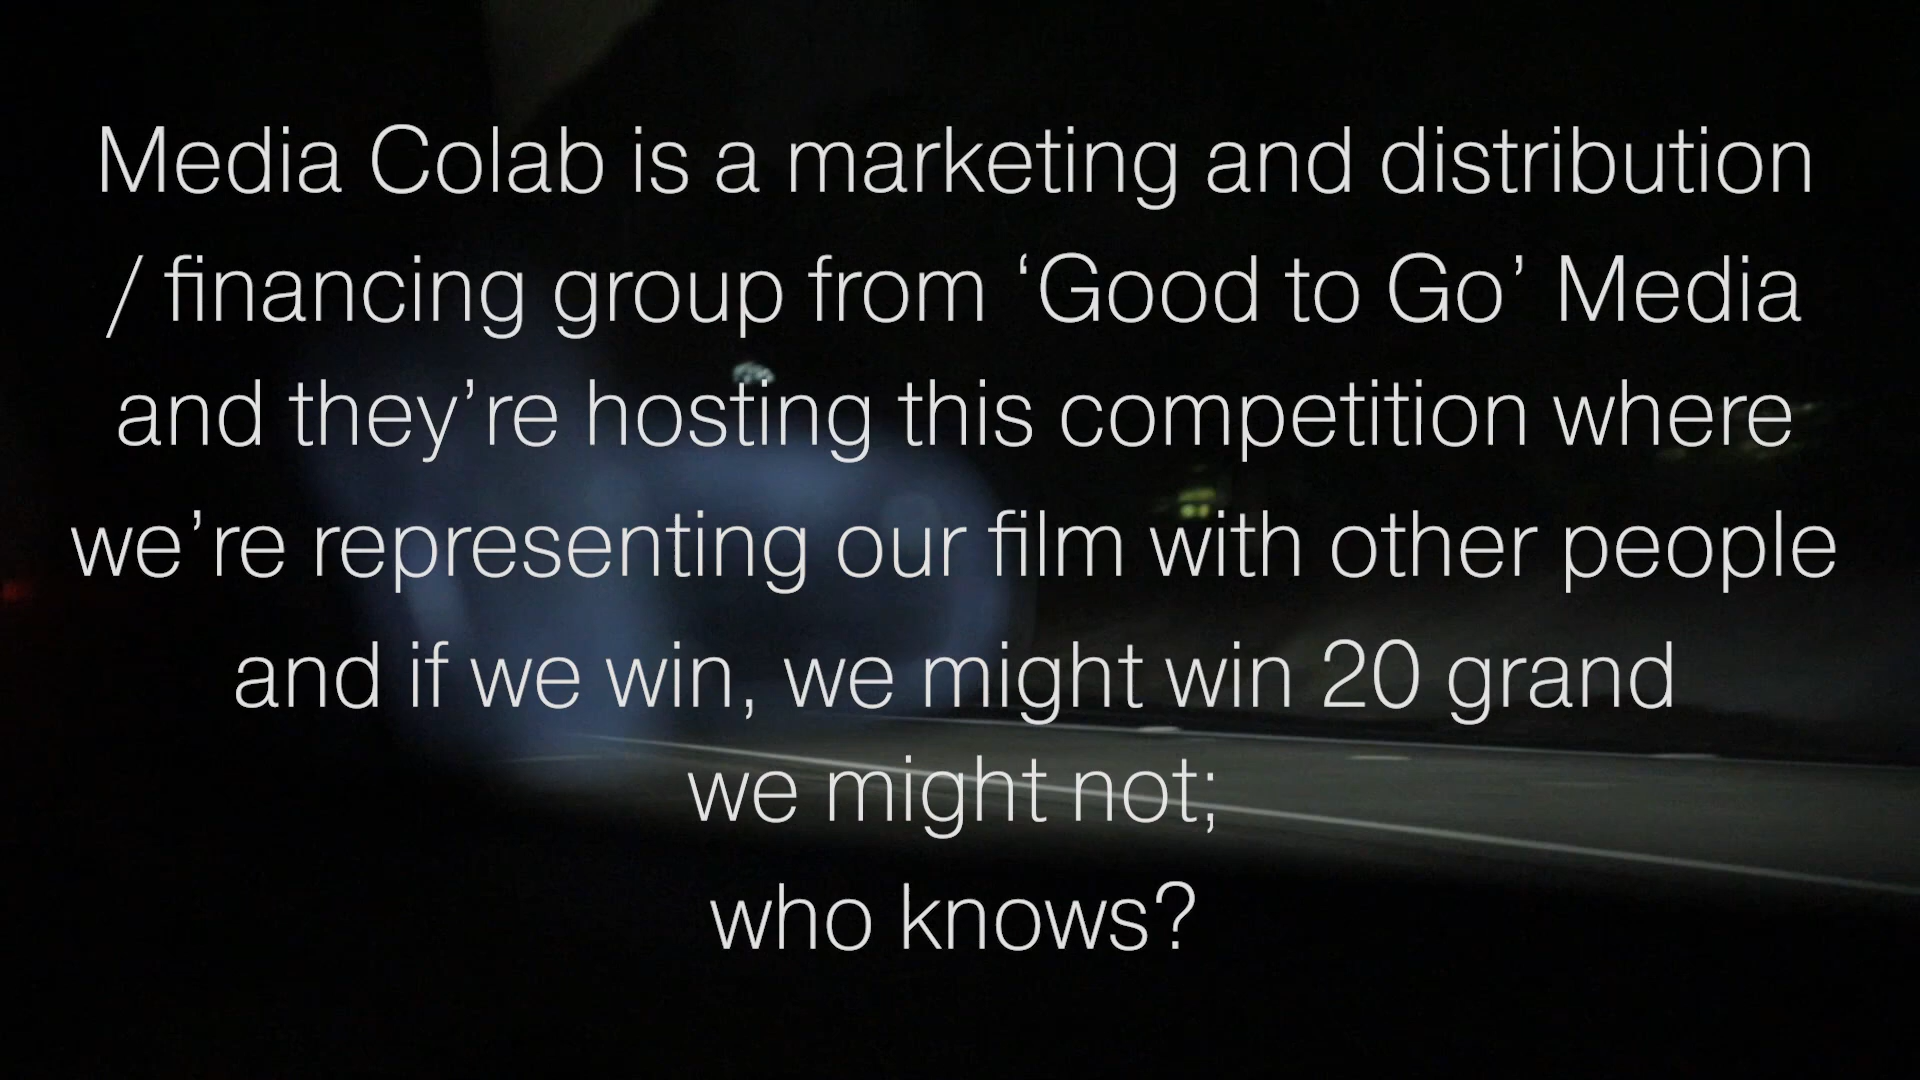 Media Colab is a marketing and distribution
/ financing group from ‘Good to Go’ Media
and they’re hosting this competition where
we’re representing our film with other people
and if we win, we might win 20 grand
we might not;
who knows?